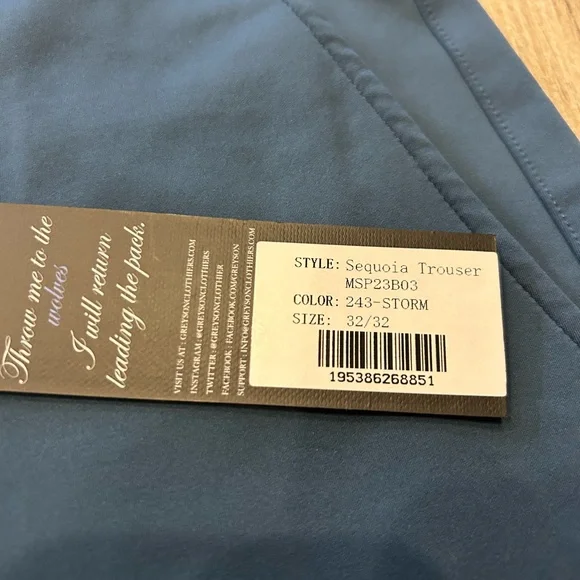 Throw me to the
wolves
I will return
leading the pack.
VISIT US AT : GREYSONCLOTHIERS.COM
INSTAGRAM : @GREYSONCLOTHIERS
TWITTER : @GREYSONCLOTHIER
FACEBOOK : FACEBOOK.COM/GREYSON
SUPPORT : INFO@GREYSONCLOTHIERS.COM
STYLE: Sequoia Trouser
MSP23B03
COLOR: 243-STORM
SIZE: 32/32
195386268851